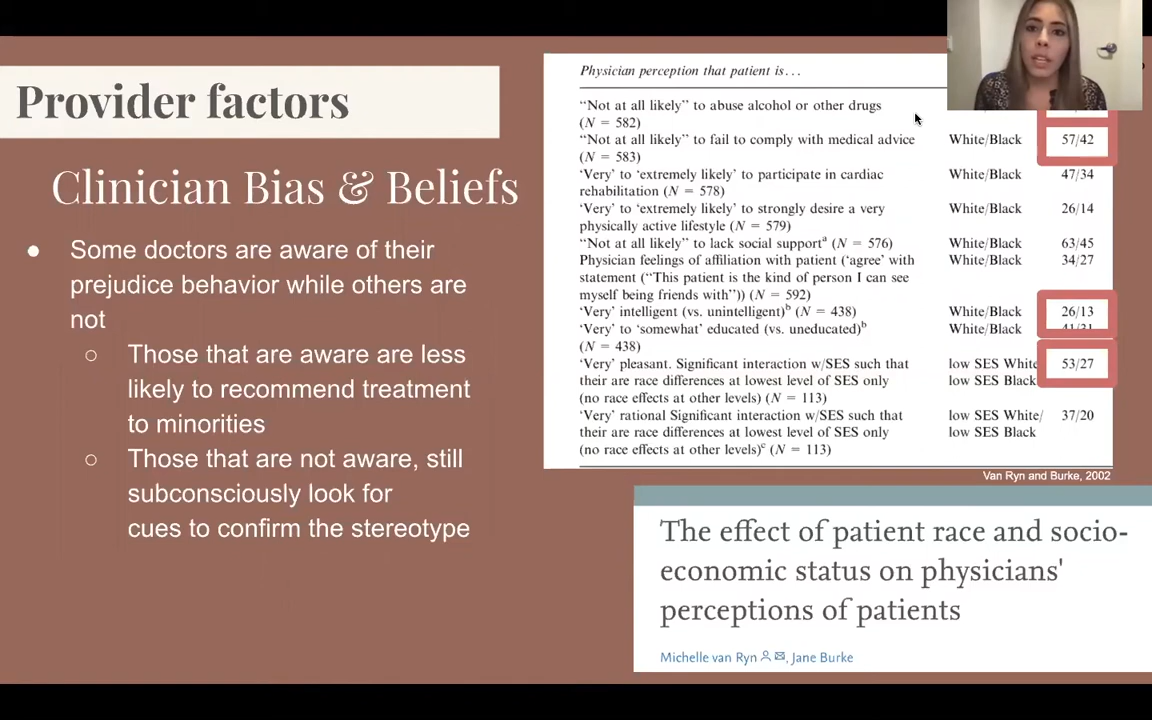 Provider factors
Clinician Bias & Beliefs
● Some doctors are aware of their
prejudice behavior while others are
not
○ Those that are aware are less
likely to recommend treatment
to minorities
○ Those that are not aware, still
subconsciously look for
cues to confirm the stereotype
Physician perception that patient is...
“Not at all likely” to abuse alcohol or other drugs
(N = 582)
“Not at all likely” to fail to comply with medical advice White/Black 57/42
(N = 583)
‘Very’ to ‘extremely likely’ to participate in cardiac White/Black 47/34
rehabilitation (N = 578)
‘Very’ to ‘extremely likely’ to strongly desire a very White/Black 26/14
physically active lifestyle (N = 579)
“Not at all likely” to lack social supportᵃ (N = 576) White/Black 63/45
Physician feelings of affiliation with patient (‘agree’ with White/Black 34/27
statement (“This patient is the kind of person I can see
myself being friends with”)) (N = 592)
‘Very’ intelligent (vs. unintelligent)ᵇ (N = 438) White/Black 26/13
‘Very’ to ‘somewhat’ educated (vs. uneducated)ᵇ White/Black
(N = 438)
‘Very’ pleasant. Significant interaction w/SES such that low SES White 53/27
their are race differences at lowest level of SES only low SES Black
(no race effects at other levels) (N = 113)
‘Very’ rational Significant interaction w/SES such that low SES White/ 37/20
their are race differences at lowest level of SES only low SES Black
(no race effects at other levels)ᶜ (N = 113)
Van Ryn and Burke, 2002
The effect of patient race and socio-
economic status on physicians'
perceptions of patients
Michelle van Ryn, Jane Burke